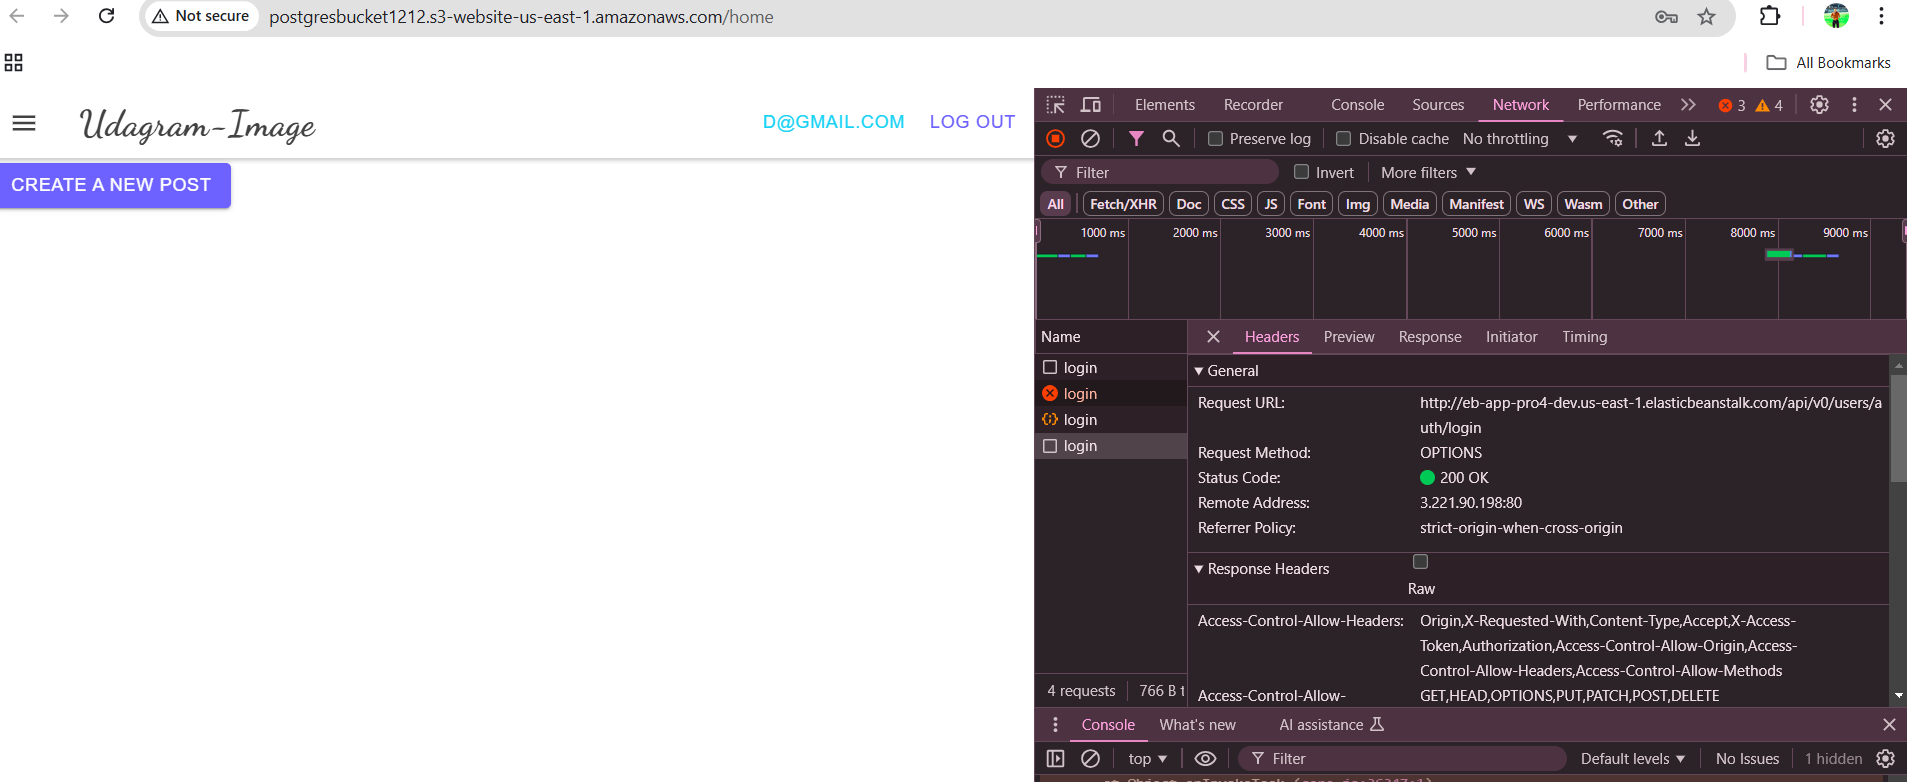 Not secure postgresbucket1212.s3-website-us-east-1.amazonaws.com/home
All Bookmarks
Udagram-Image D@GMAIL.COM LOG OUT
CREATE A NEW POST
Elements Recorder Console Sources Network Performance 3 4
Preserve log Disable cache No throttling
Filter Invert More filters
All Fetch/XHR Doc CSS JS Font Img Media Manifest WS Wasm Other
1000 ms 2000 ms 3000 ms 4000 ms 5000 ms 6000 ms 7000 ms 8000 ms 9000 ms
Name
login
login
login
login
4 requests 766 B t
Headers Preview Response Initiator Timing
General
Request URL: http://eb-app-pro4-dev.us-east-1.elasticbeanstalk.com/api/v0/users/a
uth/login
Request Method: OPTIONS
Status Code: 200 OK
Remote Address: 3.221.90.198:80
Referrer Policy: strict-origin-when-cross-origin
Response Headers
Raw
Access-Control-Allow-Headers: Origin,X-Requested-With,Content-Type,Accept,X-Access-
Token,Authorization,Access-Control-Allow-Origin,Access-
Control-Allow-Headers,Access-Control-Allow-Methods
Access-Control-Allow- GET,HEAD,OPTIONS,PUT,PATCH,POST,DELETE
Console What's new AI assistance
top Filter Default levels No Issues 1 hidden